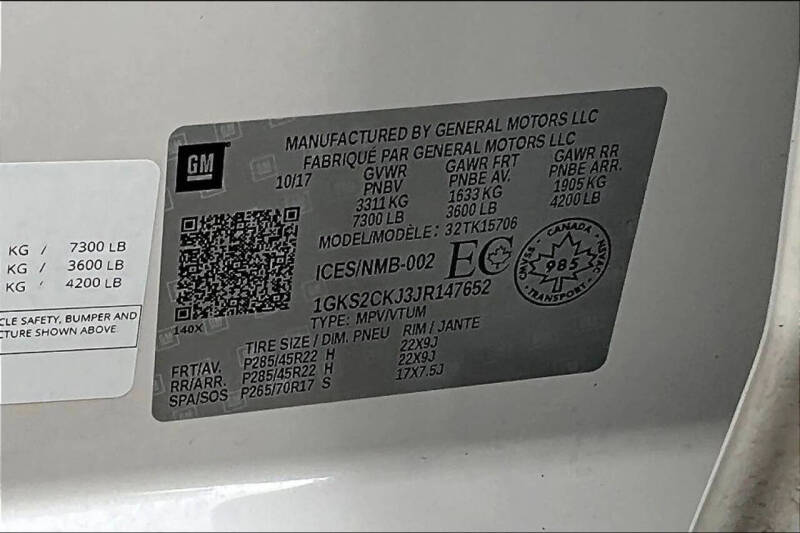 KG / 7300 LB
KG / 3600 LB
KG / 4200 LB
CLE SAFETY, BUMPER AND
CTURE SHOWN ABOVE.
GM
MANUFACTURED BY GENERAL MOTORS LLC
FABRIQUÉ PAR GENERAL MOTORS LLC
10/17 GVWR GAWR FRT GAWR RR
PNBV PNBE AV. PNBE ARR.
3311 KG 1633 KG 1905 KG
7300 LB 3600 LB 4200 LB
MODEL/MODÈLE: 32TK15706
ICES/NMB-002 EC
CANADA
NSVAC
985
CMVSS
TRANSPORT
1GKS2CKJ3JR147652
TYPE: MPV/VTUM
140X
TIRE SIZE / DIM. PNEU RIM / JANTE
FRT/AV. P285/45R22 H 22X9J
RR/ARR. P285/45R22 H 22X9J
SPA/SOS P265/70R17 S 17X7.5J